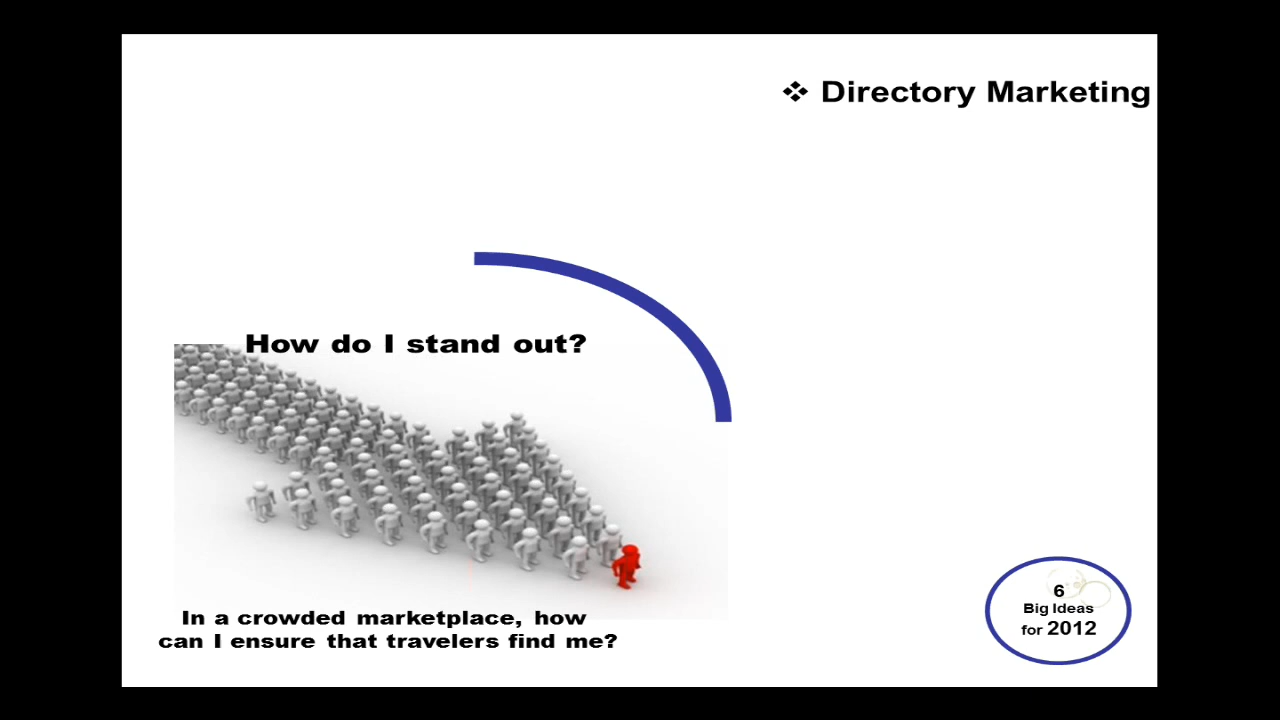 ❖ Directory Marketing
How do I stand out?
In a crowded marketplace, how
can I ensure that travelers find me?
6
Big Ideas
for 2012